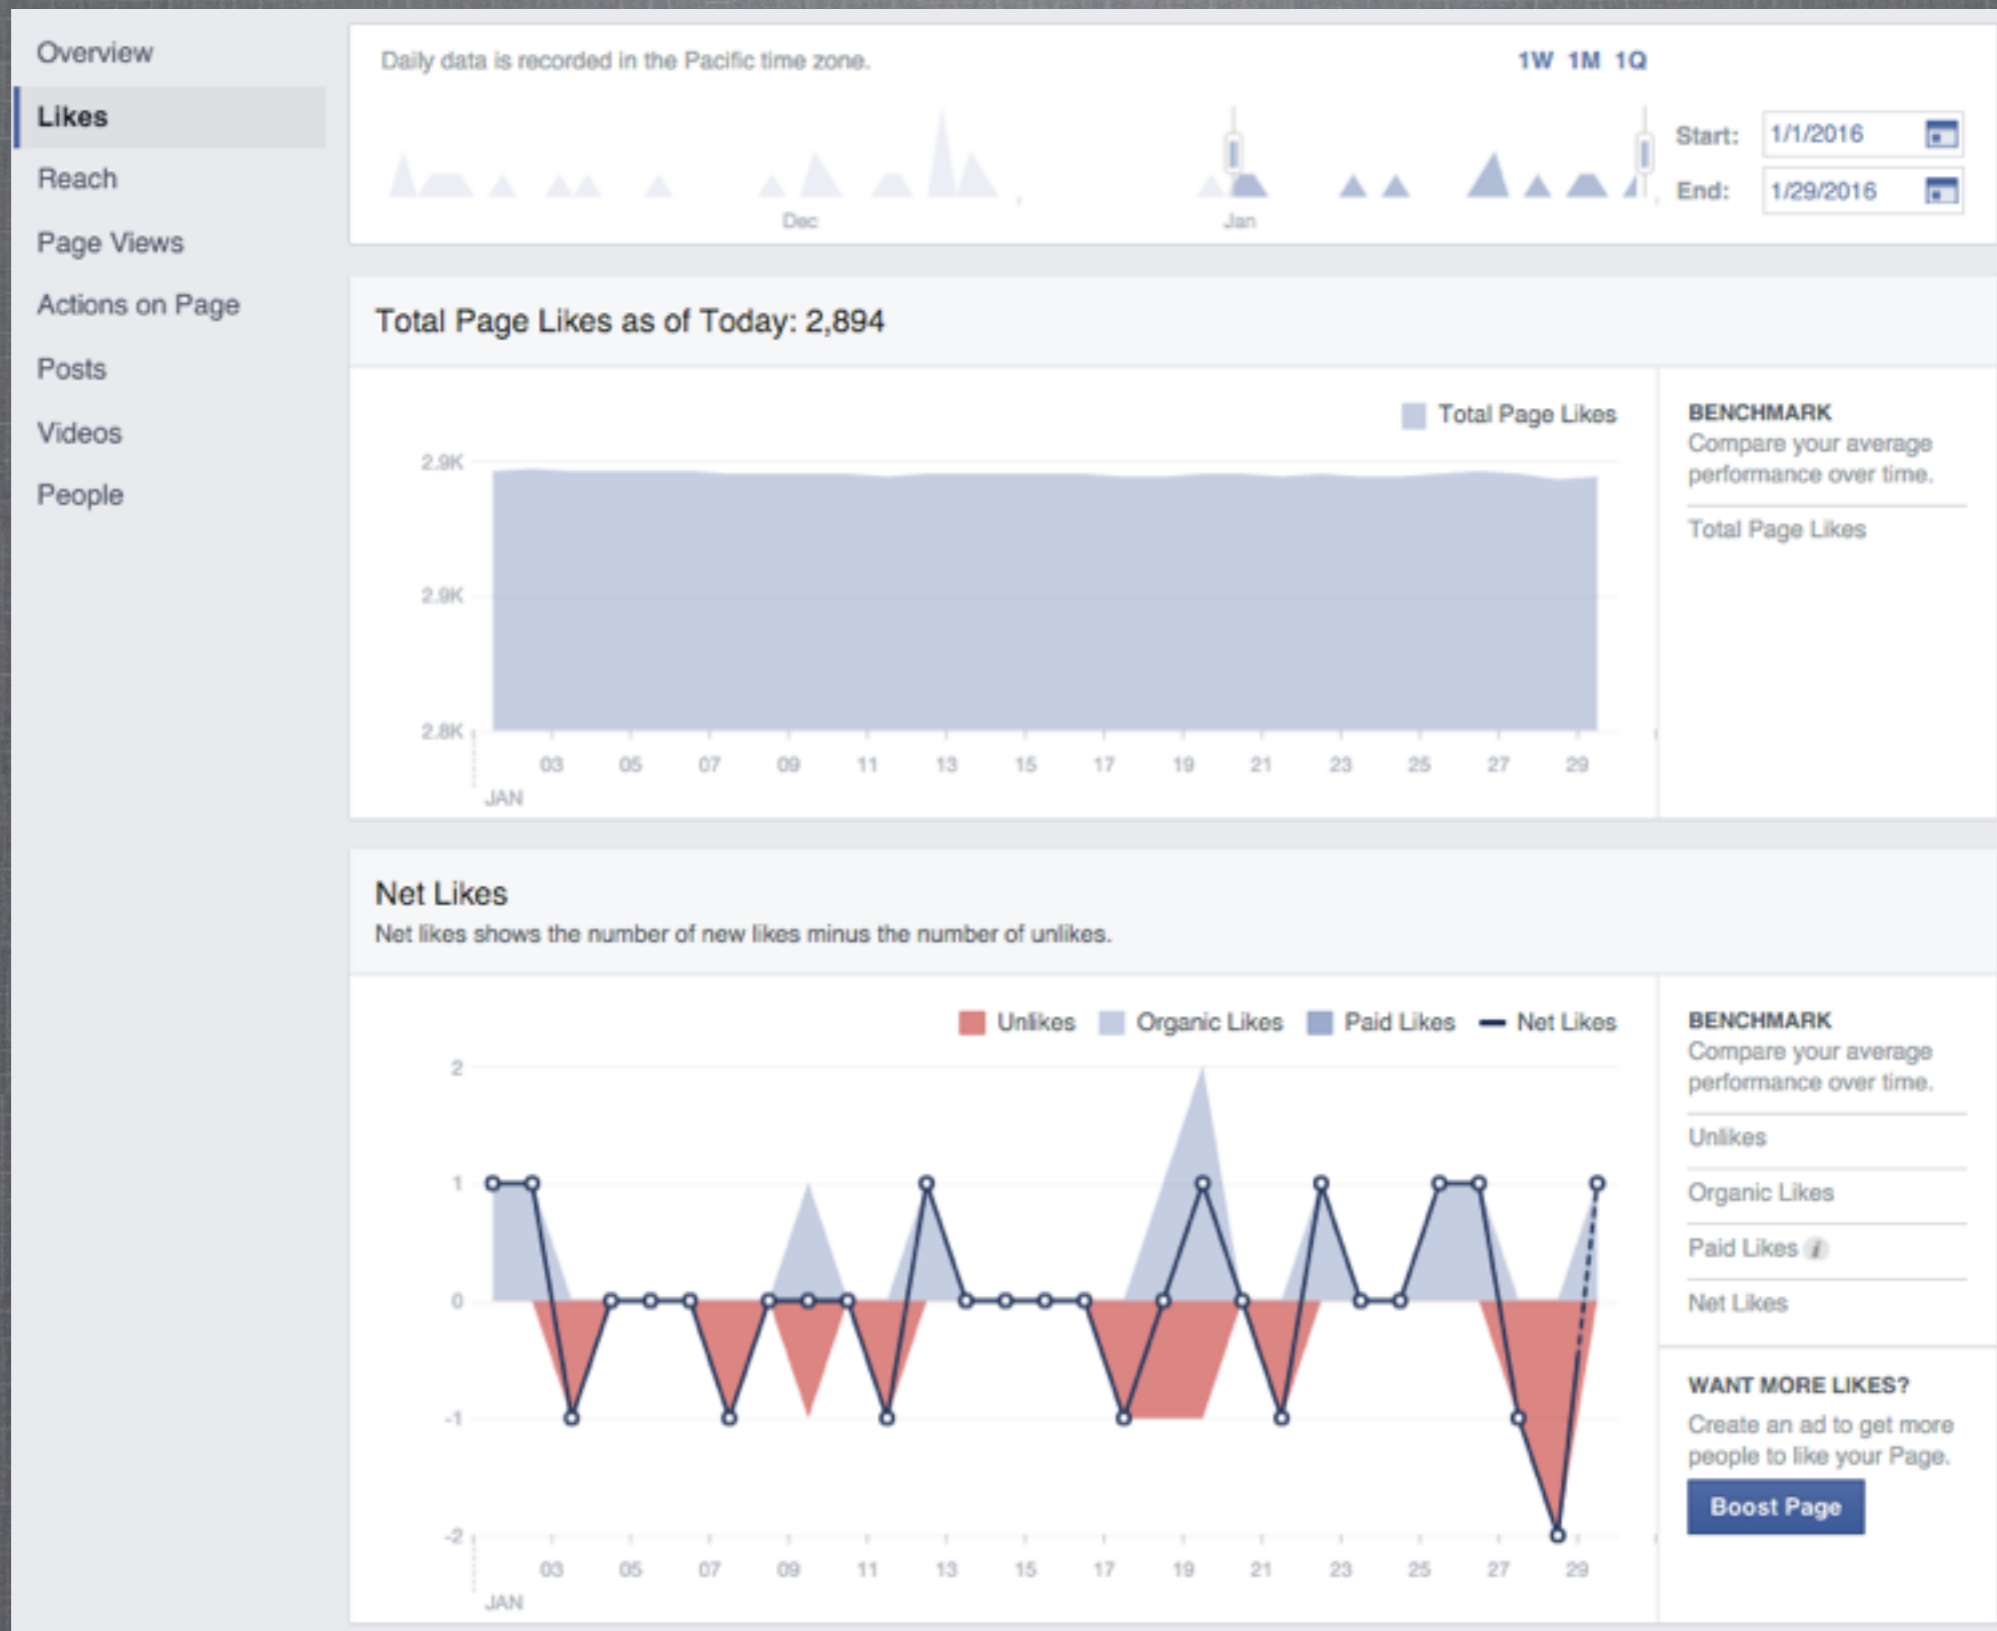 Overview
Likes
Reach
Page Views
Actions on Page
Posts
Videos
People
Daily data is recorded in the Pacific time zone.
1W 1M 1Q
Start: 1/1/2016
End: 1/29/2016
Dec
Jan
Total Page Likes as of Today: 2,894
Total Page Likes
2.9K
2.9K
2.8K
03 05 07 09 11 13 15 17 19 21 23 25 27 29
JAN
BENCHMARK
Compare your average
performance over time.
Total Page Likes
Net Likes
Net likes shows the number of new likes minus the number of unlikes.
Unlikes Organic Likes Paid Likes Net Likes
2
1
0
-1
-2
03 05 07 09 11 13 15 17 19 21 23 25 27 29
JAN
BENCHMARK
Compare your average
performance over time.
Unlikes
Organic Likes
Paid Likes i
Net Likes
WANT MORE LIKES?
Create an ad to get more
people to like your Page.
Boost Page